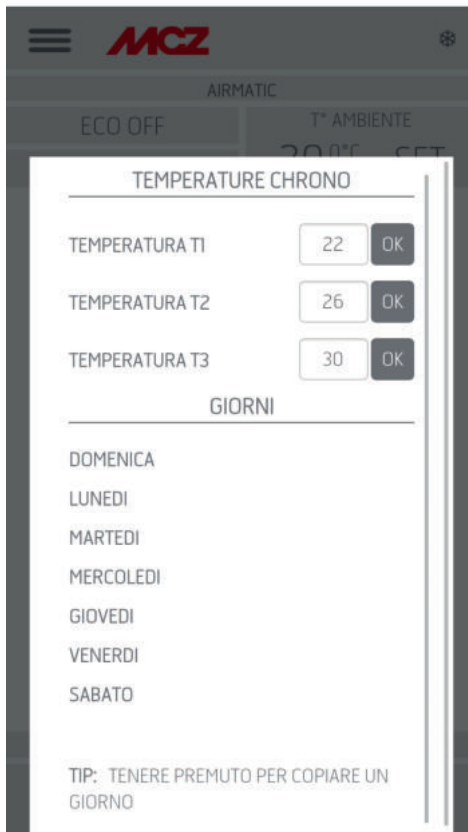 MCZ
AIRMATIC
ECO OFF
T° AMBIENTE
SET
TEMPERATURE CHRONO
TEMPERATURA T1 22 OK
TEMPERATURA T2 26 OK
TEMPERATURA T3 30 OK
GIORNI
DOMENICA
LUNEDI
MARTEDI
MERCOLEDI
GIOVEDI
VENERDI
SABATO
TIP: TENERE PREMUTO PER COPIARE UN
GIORNO